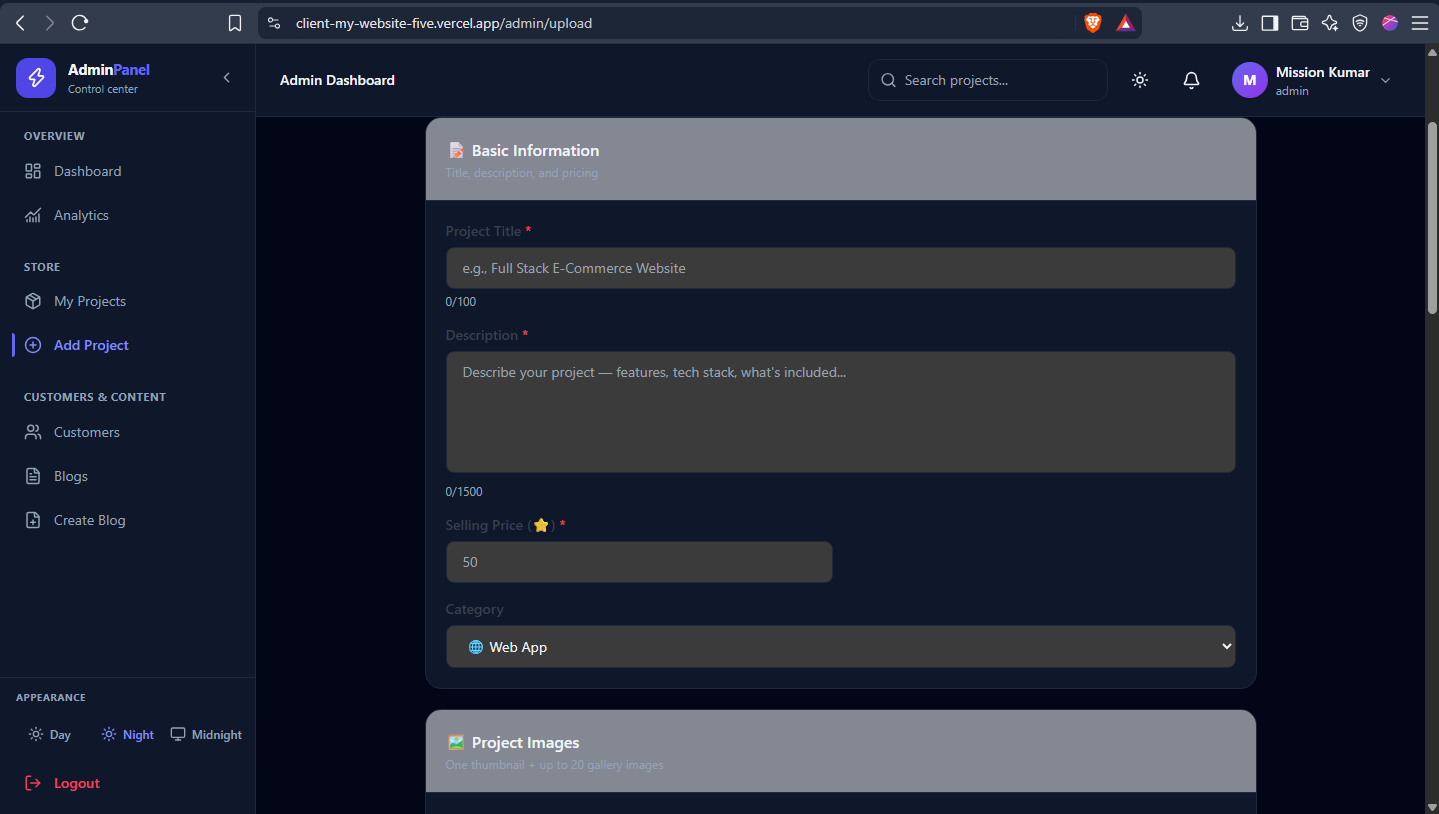 client-my-website-five.vercel.app/admin/upload
AdminPanel
Control center
Admin Dashboard
Search projects...
M
Mission Kumar
admin
OVERVIEW
Dashboard
Analytics
STORE
My Projects
Add Project
CUSTOMERS & CONTENT
Customers
Blogs
Create Blog
APPEARANCE
Day
Night
Midnight
Logout
📝 Basic Information
Title, description, and pricing
Project Title *
e.g., Full Stack E-Commerce Website
0/100
Description *
Describe your project — features, tech stack, what's included...
0/1500
Selling Price (⭐) *
50
Category
🌐 Web App
🖼️ Project Images
One thumbnail + up to 20 gallery images